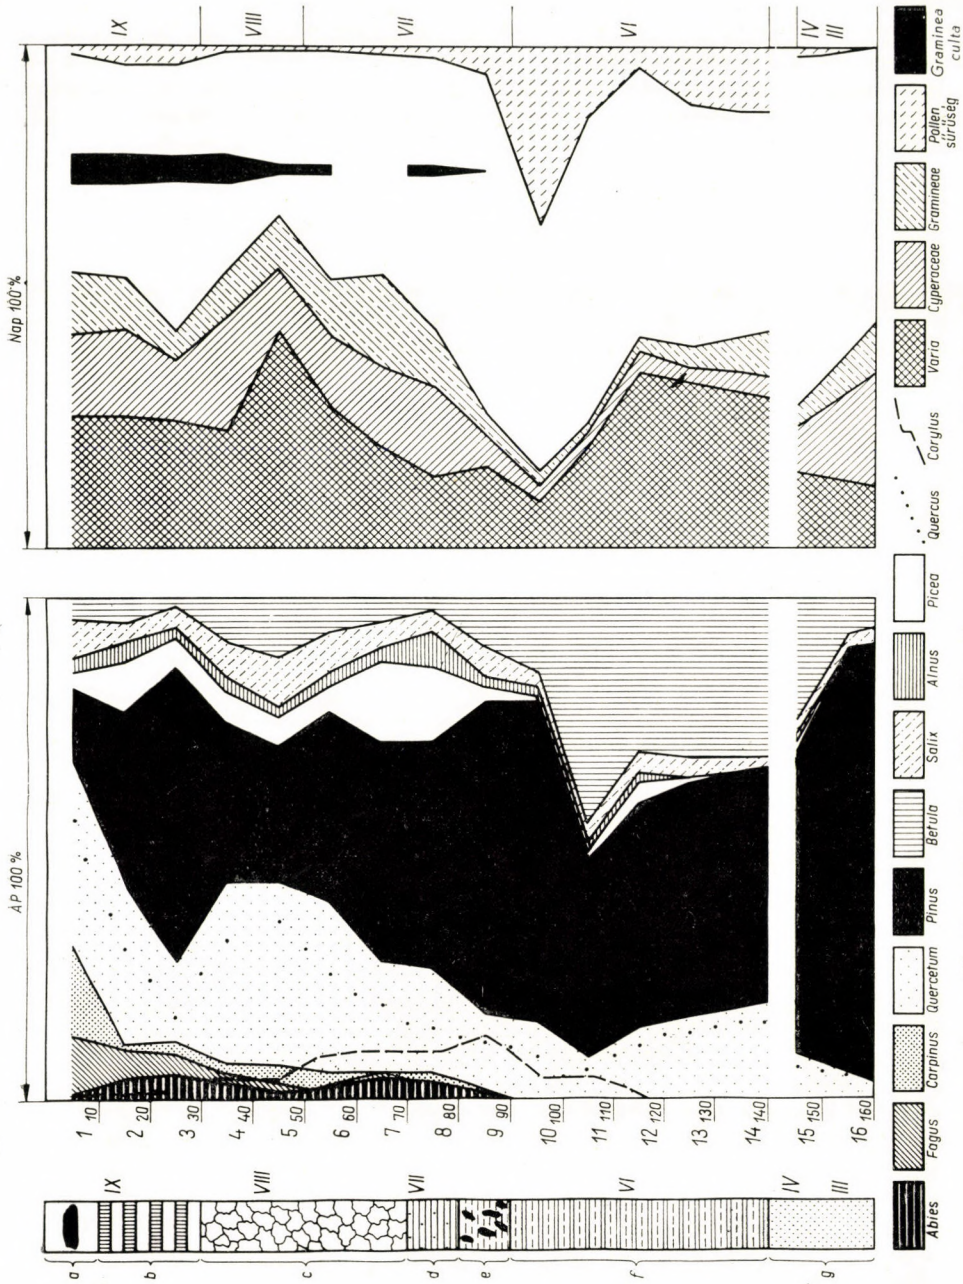 Nap 100 %
IX
VIII
VII
VI
IV
III
ÁP 100 %
1 10
2 20
3 30
4 40
5 50
6 60
7 70
8 80
9 90
10 100
11 110
12 120
13 130
14 140
15 150
16 160
IX
VIII
VII
VI
IV
III
a
b
c
d
e
f
g
Abies
Fagus
Carpinus
Quercetum
Pinus
Betula
Salix
Alnus
Picea
Quercus
Corylus
Varia
Cyperaceae
Gramineae
Pollen
sűrűség
Graminea
culta